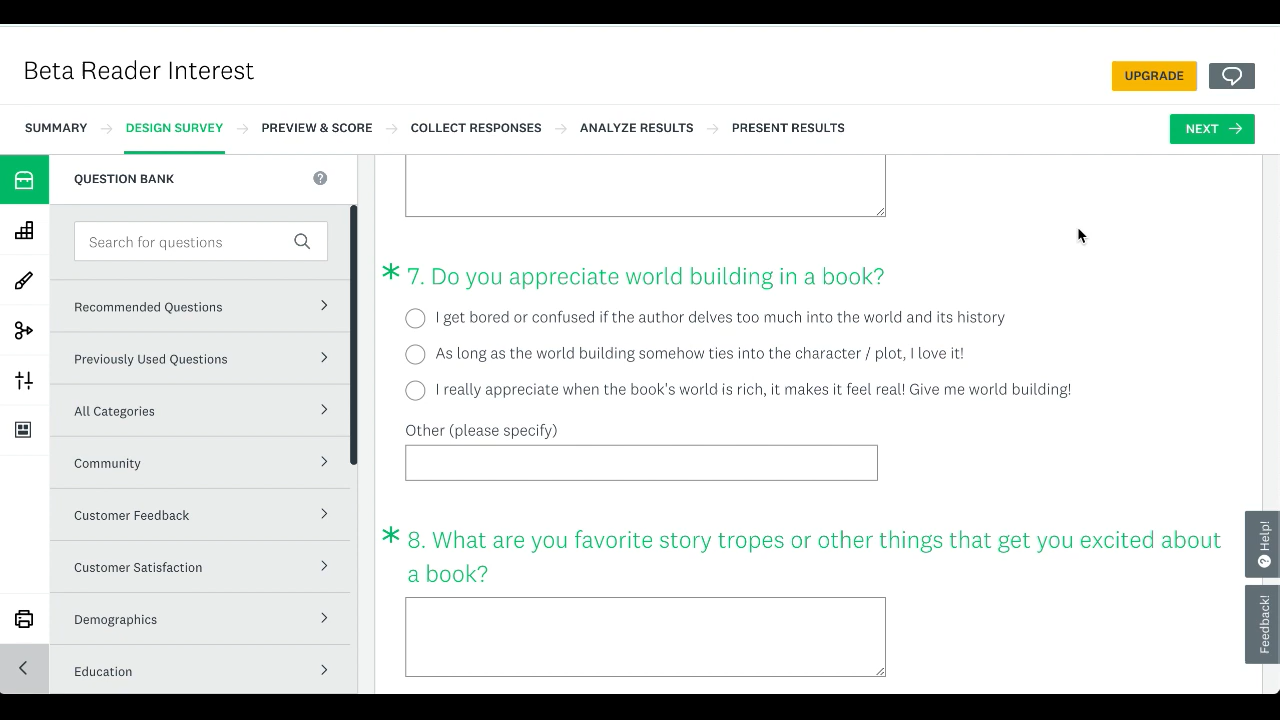 Beta Reader Interest
UPGRADE
SUMMARY
DESIGN SURVEY
PREVIEW & SCORE
COLLECT RESPONSES
ANALYZE RESULTS
PRESENT RESULTS
NEXT
QUESTION BANK
?
Search for questions
Recommended Questions
Previously Used Questions
All Categories
Community
Customer Feedback
Customer Satisfaction
Demographics
Education
* 7. Do you appreciate world building in a book?
I get bored or confused if the author delves too much into the world and its history
As long as the world building somehow ties into the character / plot, I love it!
I really appreciate when the book's world is rich, it makes it feel real! Give me world building!
Other (please specify)
* 8. What are you favorite story tropes or other things that get you excited about
a book?
? Help!
Feedback!